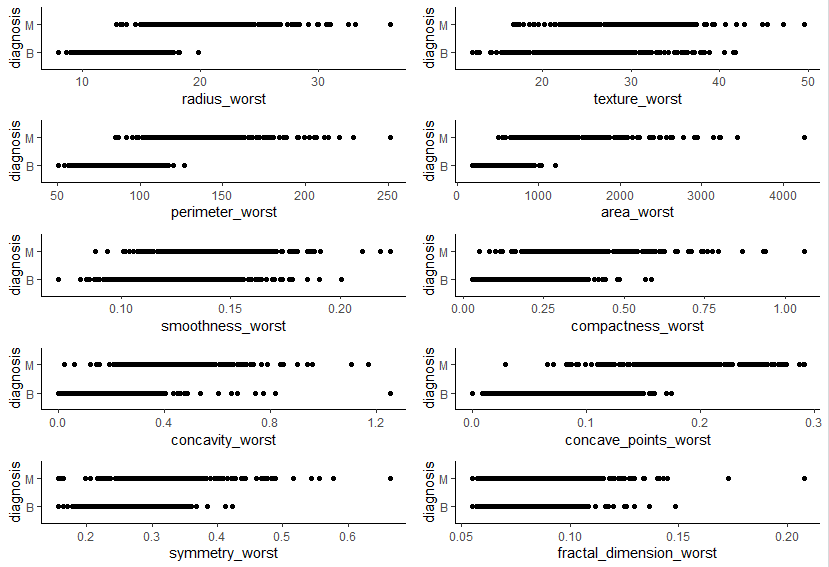 diagnosis
M
B
10 20 30
radius_worst
diagnosis
M
B
20 30 40 50
texture_worst
diagnosis
M
B
50 100 150 200 250
perimeter_worst
diagnosis
M
B
0 1000 2000 3000 4000
area_worst
diagnosis
M
B
0.10 0.15 0.20
smoothness_worst
diagnosis
M
B
0.00 0.25 0.50 0.75 1.00
compactness_worst
diagnosis
M
B
0.0 0.4 0.8 1.2
concavity_worst
diagnosis
M
B
0.0 0.1 0.2 0.3
concave_points_worst
diagnosis
M
B
0.2 0.3 0.4 0.5 0.6
symmetry_worst
diagnosis
M
B
0.05 0.10 0.15 0.20
fractal_dimension_worst